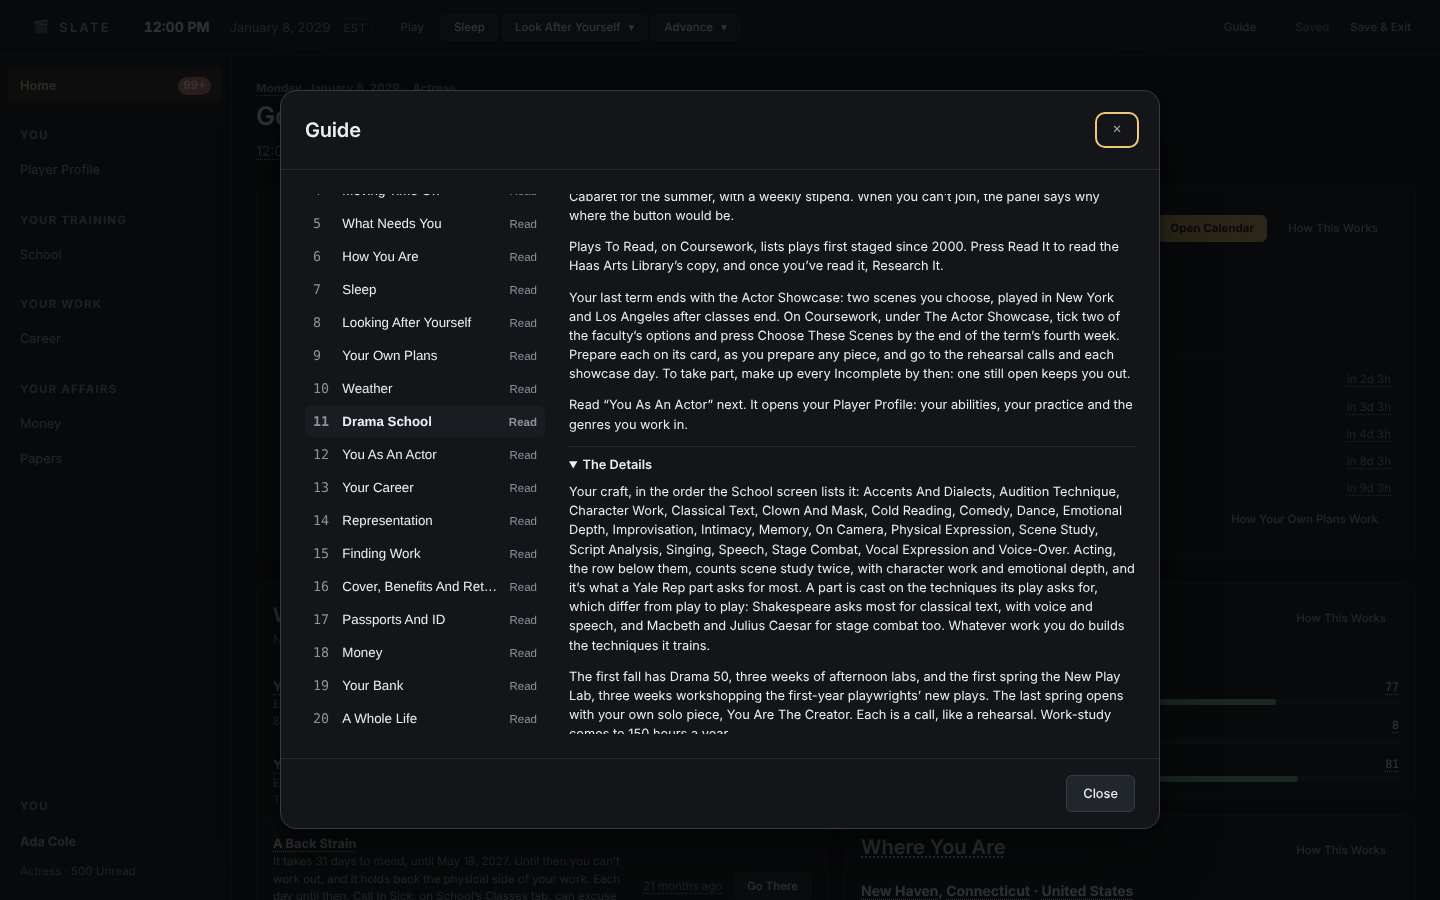 SLATE
12:00 PM
January 8, 2029
EST
Play
Sleep
Look After Yourself
Advance
Guide
Saved
Save & Exit
Home
99+
YOU
Player Profile
YOUR TRAINING
School
YOUR WORK
Career
YOUR AFFAIRS
Money
Papers
YOU
Ada Cole
Actress · 500 Unread
Monday, January 8, 2029 · Actress
Open Calendar
How This Works
in 2d 3h
in 3d 3h
in 4d 3h
in 8d 3h
in 9d 3h
How Your Own Plans Work
How This Works
77
8
81
A Back Strain
It takes 31 days to mend, until May 18, 2027. Until then you can't
work out, and it holds back the physical side of your work. Each
day until then, Call In Sick, on School's Classes tab, can excuse
21 months ago
Go There
Where You Are
How This Works
New Haven, Connecticut · United States
Guide
×
Read
5 What Needs You Read
6 How You Are Read
7 Sleep Read
8 Looking After Yourself Read
9 Your Own Plans Read
10 Weather Read
11 Drama School Read
12 You As An Actor Read
13 Your Career Read
14 Representation Read
15 Finding Work Read
16 Cover, Benefits And Ret… Read
17 Passports And ID Read
18 Money Read
19 Your Bank Read
20 A Whole Life Read
Cabaret for the summer, with a weekly stipend. When you can't join, the panel says why
where the button would be.
Plays To Read, on Coursework, lists plays first staged since 2000. Press Read It to read the
Haas Arts Library’s copy, and once you’ve read it, Research It.
Your last term ends with the Actor Showcase: two scenes you choose, played in New York
and Los Angeles after classes end. On Coursework, under The Actor Showcase, tick two of
the faculty’s options and press Choose These Scenes by the end of the term’s fourth week.
Prepare each on its card, as you prepare any piece, and go to the rehearsal calls and each
showcase day. To take part, make up every Incomplete by then: one still open keeps you out.
Read “You As An Actor” next. It opens your Player Profile: your abilities, your practice and the
genres you work in.
▼ The Details
Your craft, in the order the School screen lists it: Accents And Dialects, Audition Technique,
Character Work, Classical Text, Clown And Mask, Cold Reading, Comedy, Dance, Emotional
Depth, Improvisation, Intimacy, Memory, On Camera, Physical Expression, Scene Study,
Script Analysis, Singing, Speech, Stage Combat, Vocal Expression and Voice-Over. Acting,
the row below them, counts scene study twice, with character work and emotional depth, and
it’s what a Yale Rep part asks for most. A part is cast on the techniques its play asks for,
which differ from play to play: Shakespeare asks most for classical text, with voice and
speech, and Macbeth and Julius Caesar for stage combat too. Whatever work you do builds
the techniques it trains.
The first fall has Drama 50, three weeks of afternoon labs, and the first spring the New Play
Lab, three weeks workshopping the first-year playwrights’ new plays. The last spring opens
with your own solo piece, You Are The Creator. Each is a call, like a rehearsal. Work-study
comes to 150 hours a year.
Close